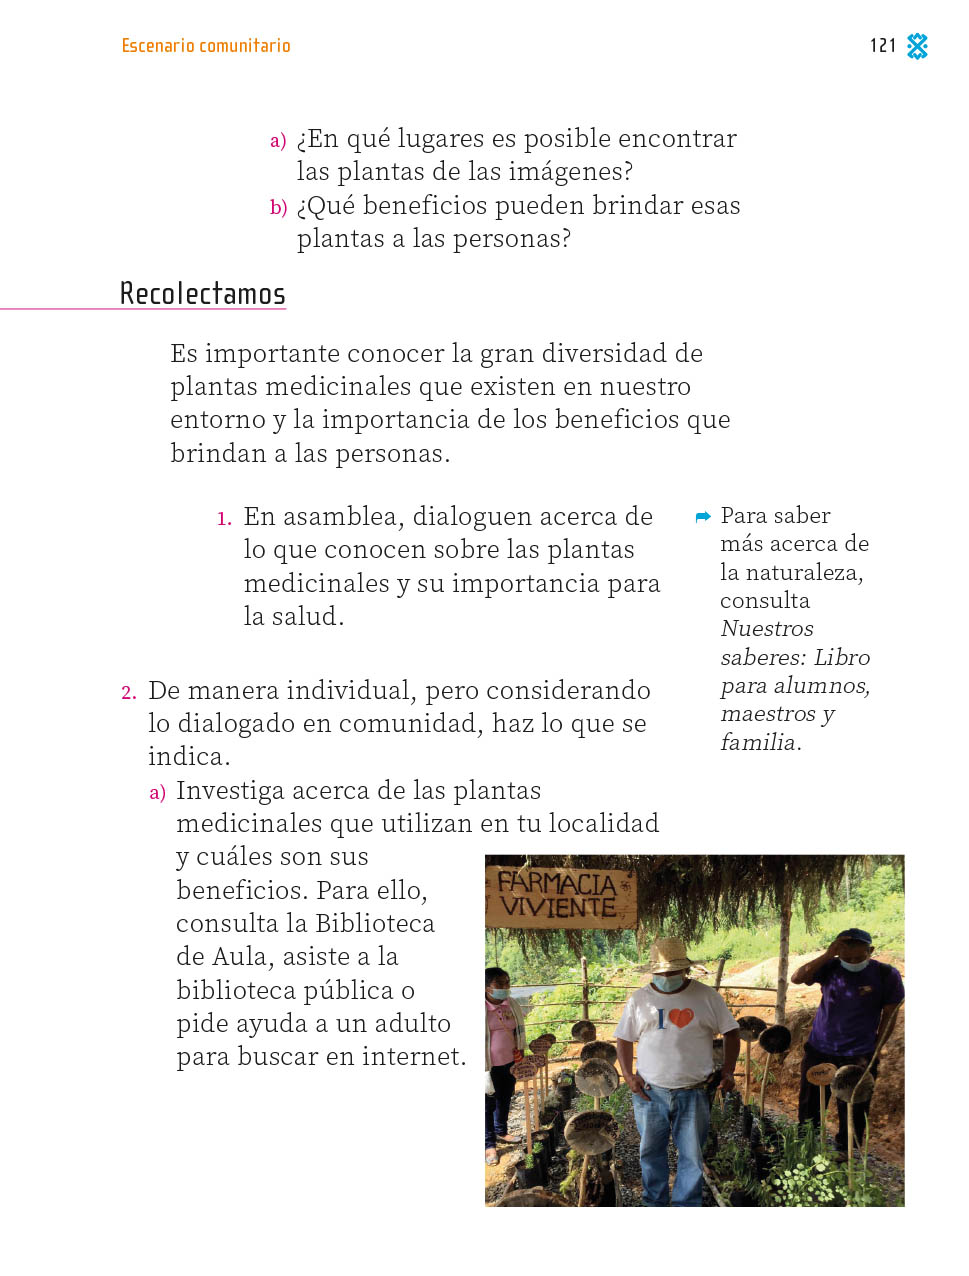 Escenario comunitario
121
a) ¿En qué lugares es posible encontrar
las plantas de las imágenes?
b) ¿Qué beneficios pueden brindar esas
plantas a las personas?
Recolectamos
Es importante conocer la gran diversidad de
plantas medicinales que existen en nuestro
entorno y la importancia de los beneficios que
brindan a las personas.
1. En asamblea, dialoguen acerca de
lo que conocen sobre las plantas
medicinales y su importancia para
la salud.
Para saber
más acerca de
la naturaleza,
consulta
Nuestros
saberes: Libro
para alumnos,
maestros y
familia.
2. De manera individual, pero considerando
lo dialogado en comunidad, haz lo que se
indica.
a) Investiga acerca de las plantas
medicinales que utilizan en tu localidad
y cuáles son sus
beneficios. Para ello,
consulta la Biblioteca
de Aula, asiste a la
biblioteca pública o
pide ayuda a un adulto
para buscar en internet.
FARMACIA
VIVIENTE
I